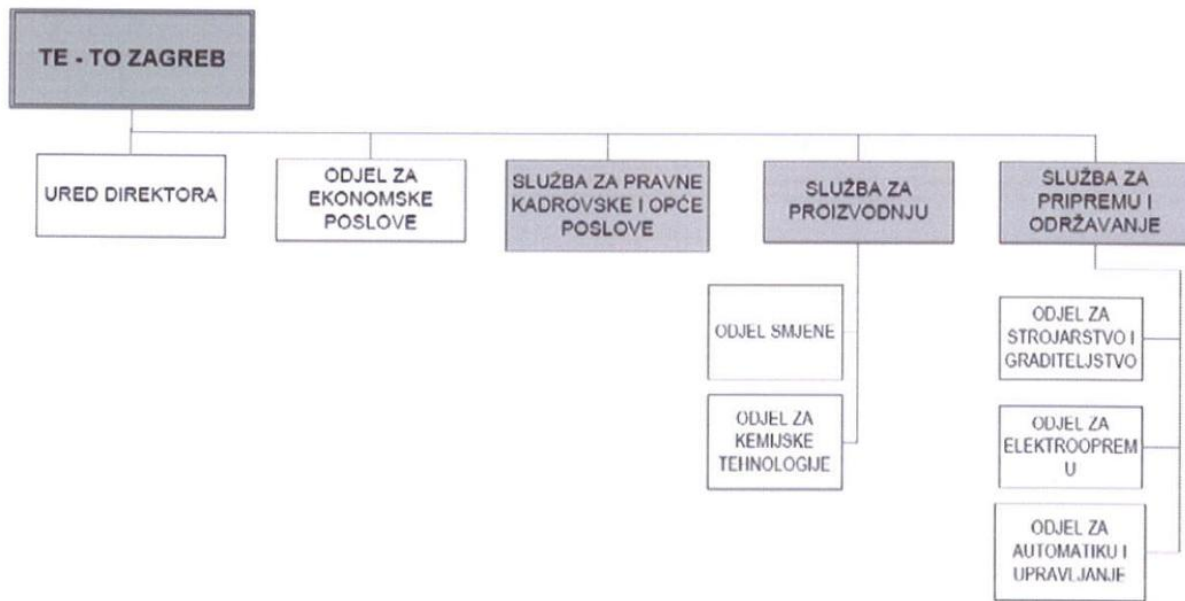 TE - TO ZAGREB
URED DIREKTORA
ODJEL ZA
EKONOMSKE
POSLOVE
SLUŽBA ZA PRAVNE
KADROVSKE I OPĆE
POSLOVE
SLUŽBA ZA
PROIZVODNJU
SLUŽBA ZA
PRIPREMU I
ODRŽAVANJE
ODJEL SMJENE
ODJEL ZA
KEMIJSKE
TEHNOLOGIJE
ODJEL ZA
STROJARSTVO I
GRADITELJSTVO
ODJEL ZA
ELEKTROOPREM
U
ODJEL ZA
AUTOMATIKU I
UPRAVLJANJE